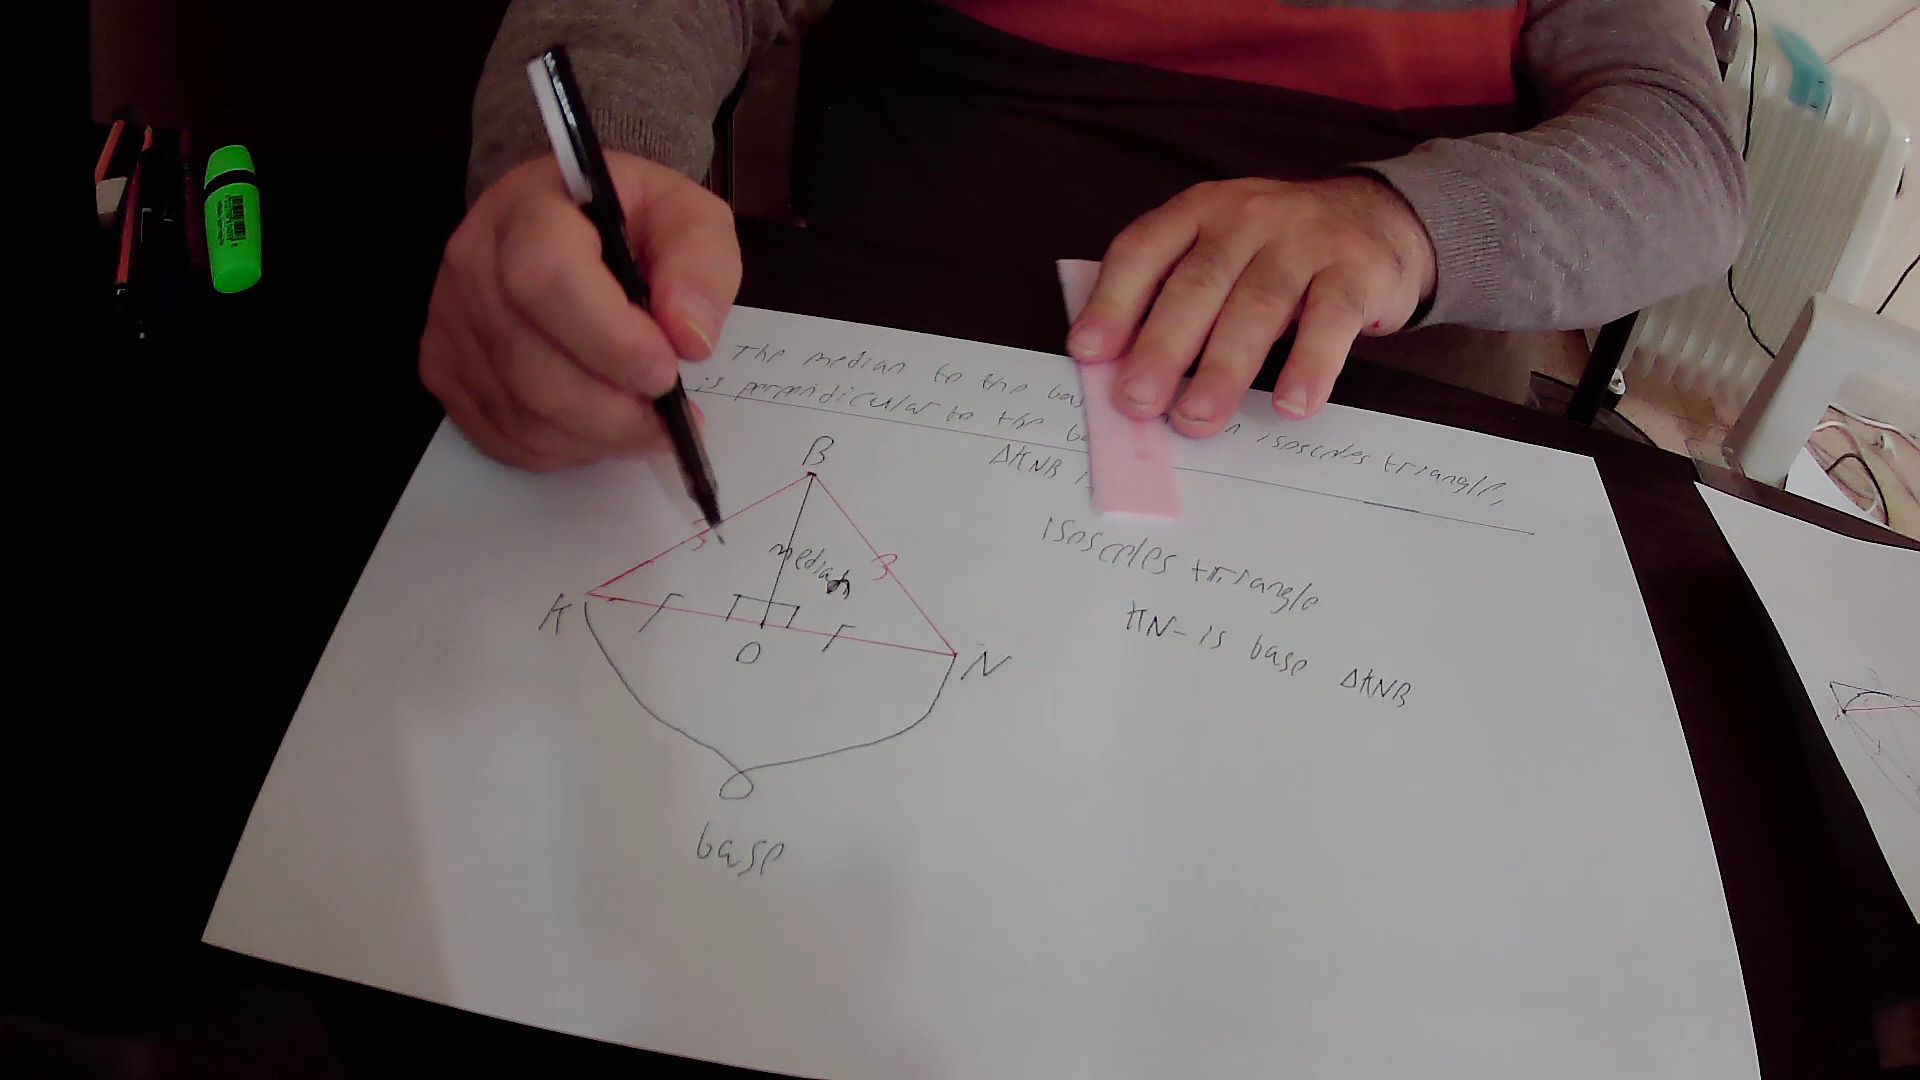 The median to the bas n isosceles triangle,
is perpendicular to the ba
B
ΔKNB i
3
median
3
isosceles triangle
K
O
N
KN- is base ΔKNB
base